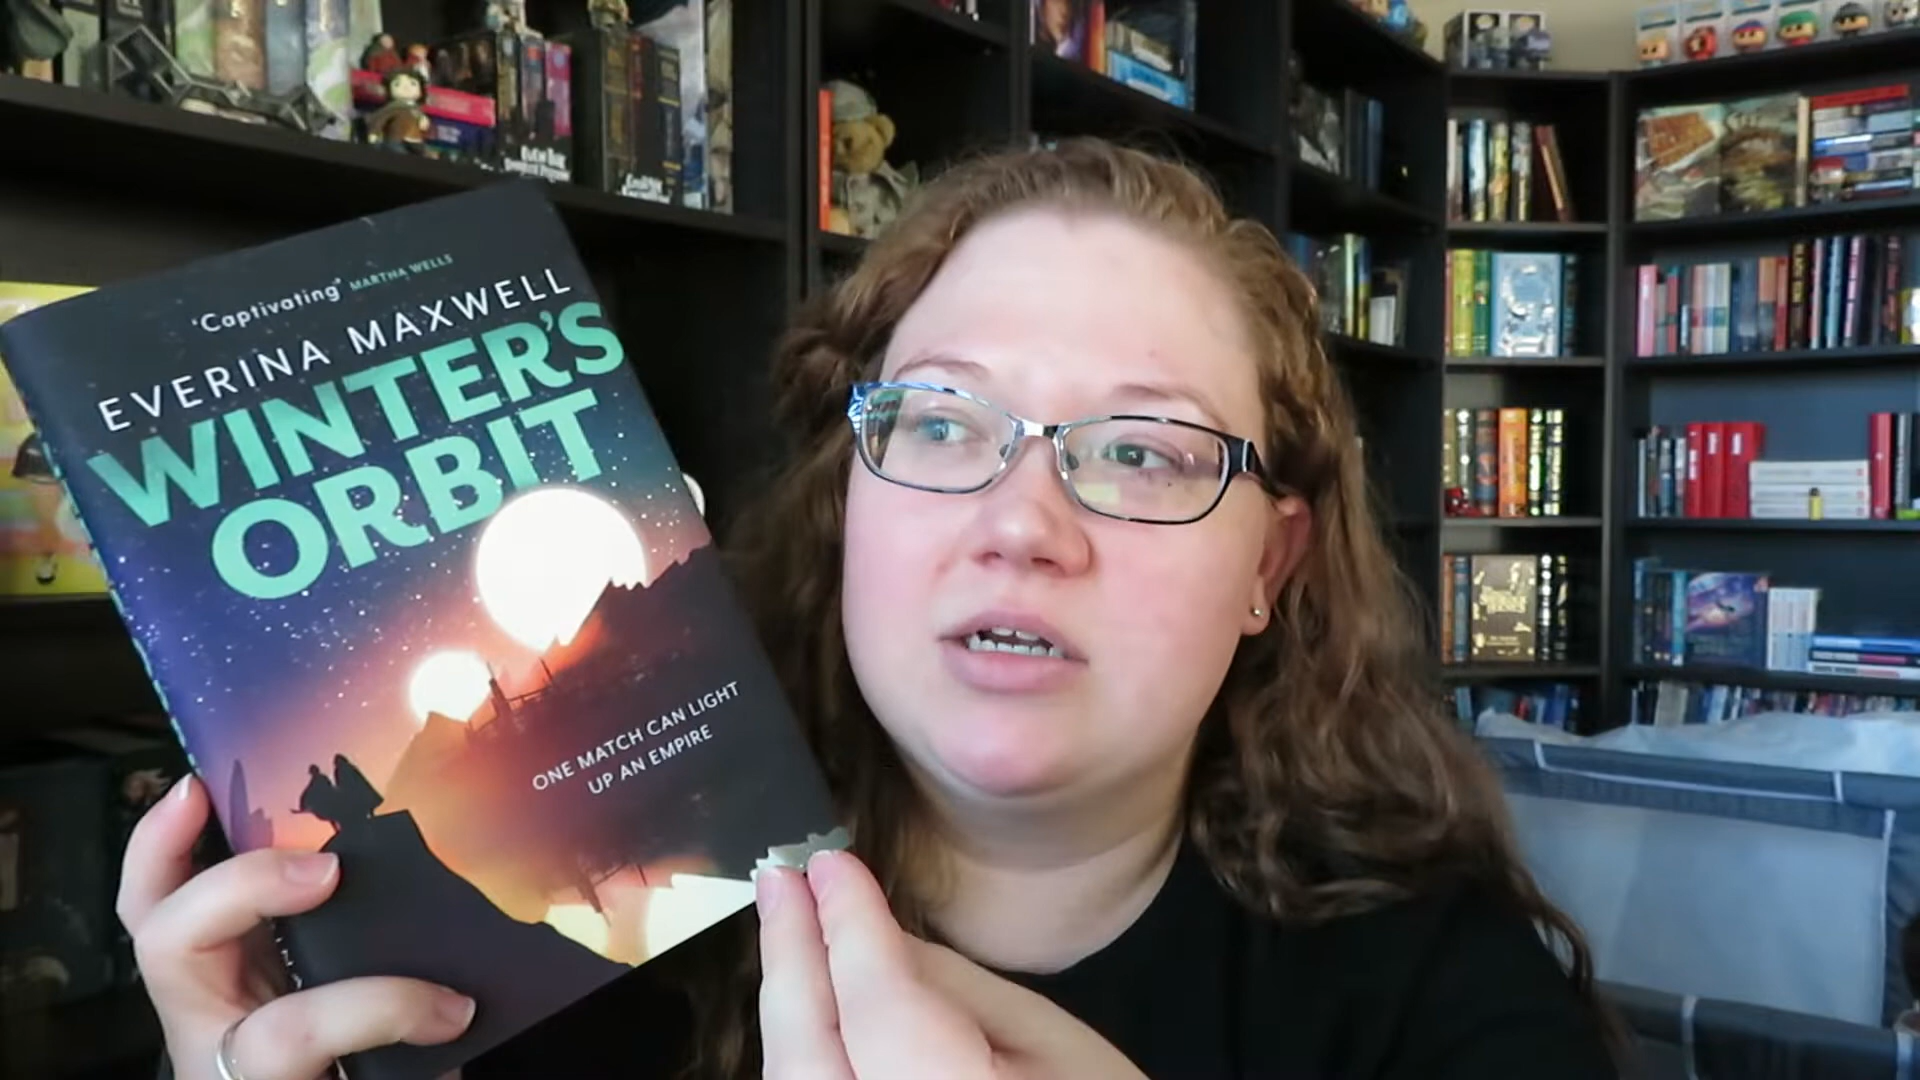 'Captivating' MARTHA WELLS
EVERINA MAXWELL
WINTER'S
ORBIT
ONE MATCH CAN LIGHT
UP AN EMPIRE